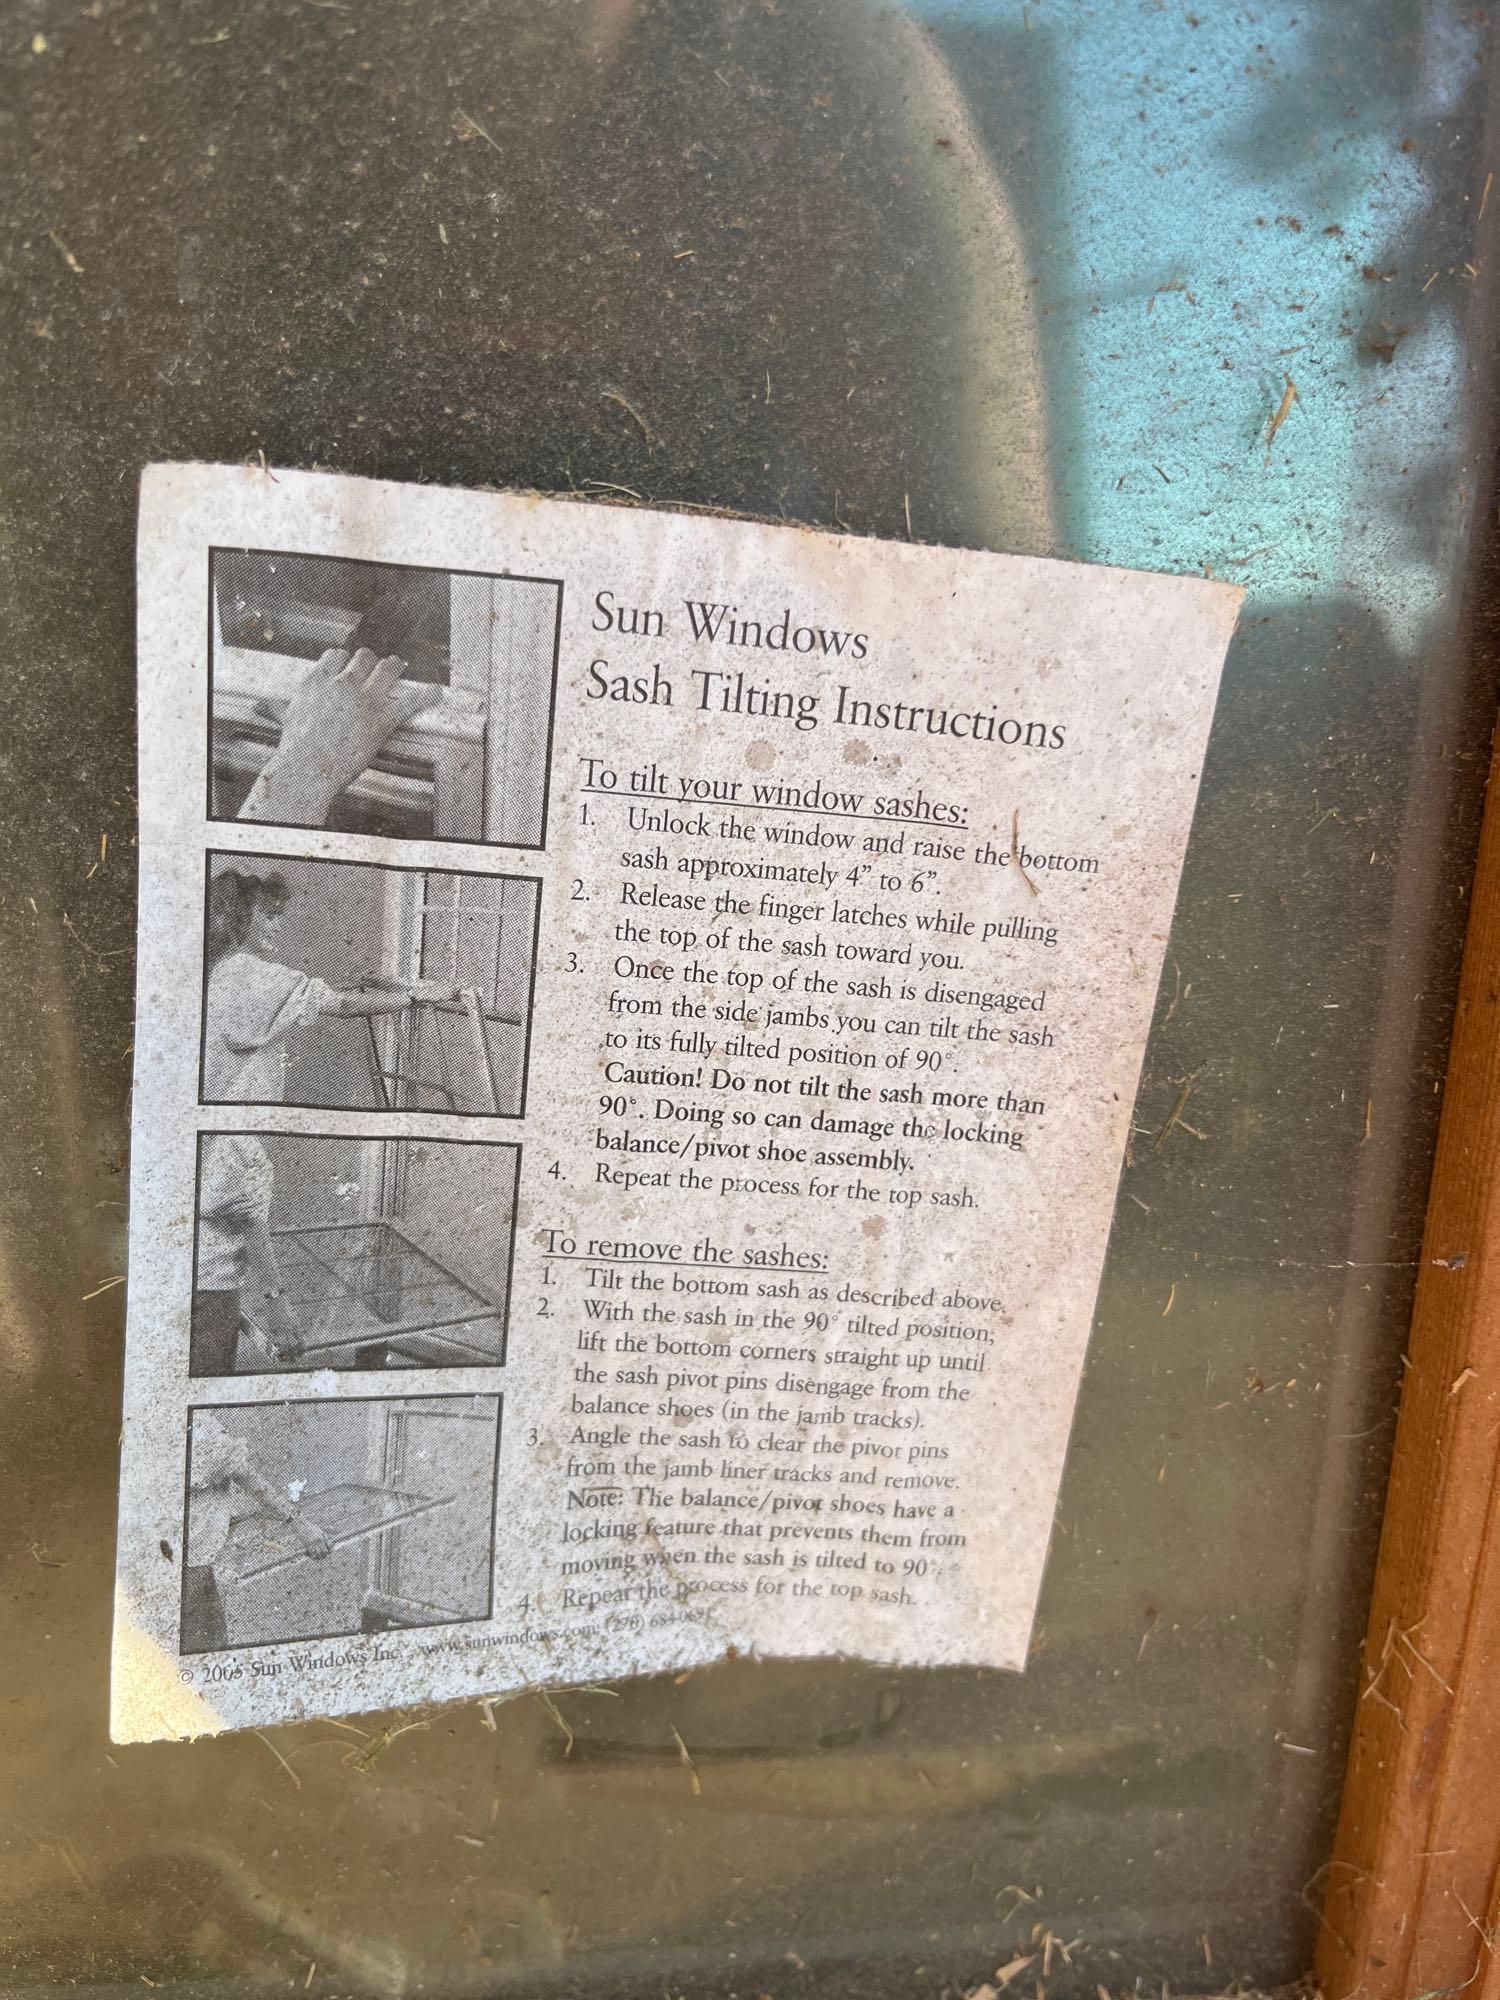 Sun Windows
Sash Tilting Instructions
To tilt your window sashes:
1. Unlock the window and raise the bottom
sash approximately 4” to 6”.
2. Release the finger latches while pulling
the top of the sash toward you.
3. Once the top of the sash is disengaged
from the side jambs you can tilt the sash
to its fully tilted position of 90°.
Caution! Do not tilt the sash more than
90°. Doing so can damage the locking
balance/pivot shoe assembly.
4. Repeat the process for the top sash.
To remove the sashes:
1. Tilt the bottom sash as described above.
2. With the sash in the 90° tilted position,
lift the bottom corners straight up until
the sash pivot pins disengage from the
balance shoes (in the jamb tracks).
3. Angle the sash to clear the pivot pins
from the jamb liner tracks and remove.
Note: The balance/pivot shoes have a
locking feature that prevents them from
moving when the sash is tilted to 90°.
4. Repeat the process for the top sash.
© 2005 Sun Windows Inc. www.sunwindows.com (270)